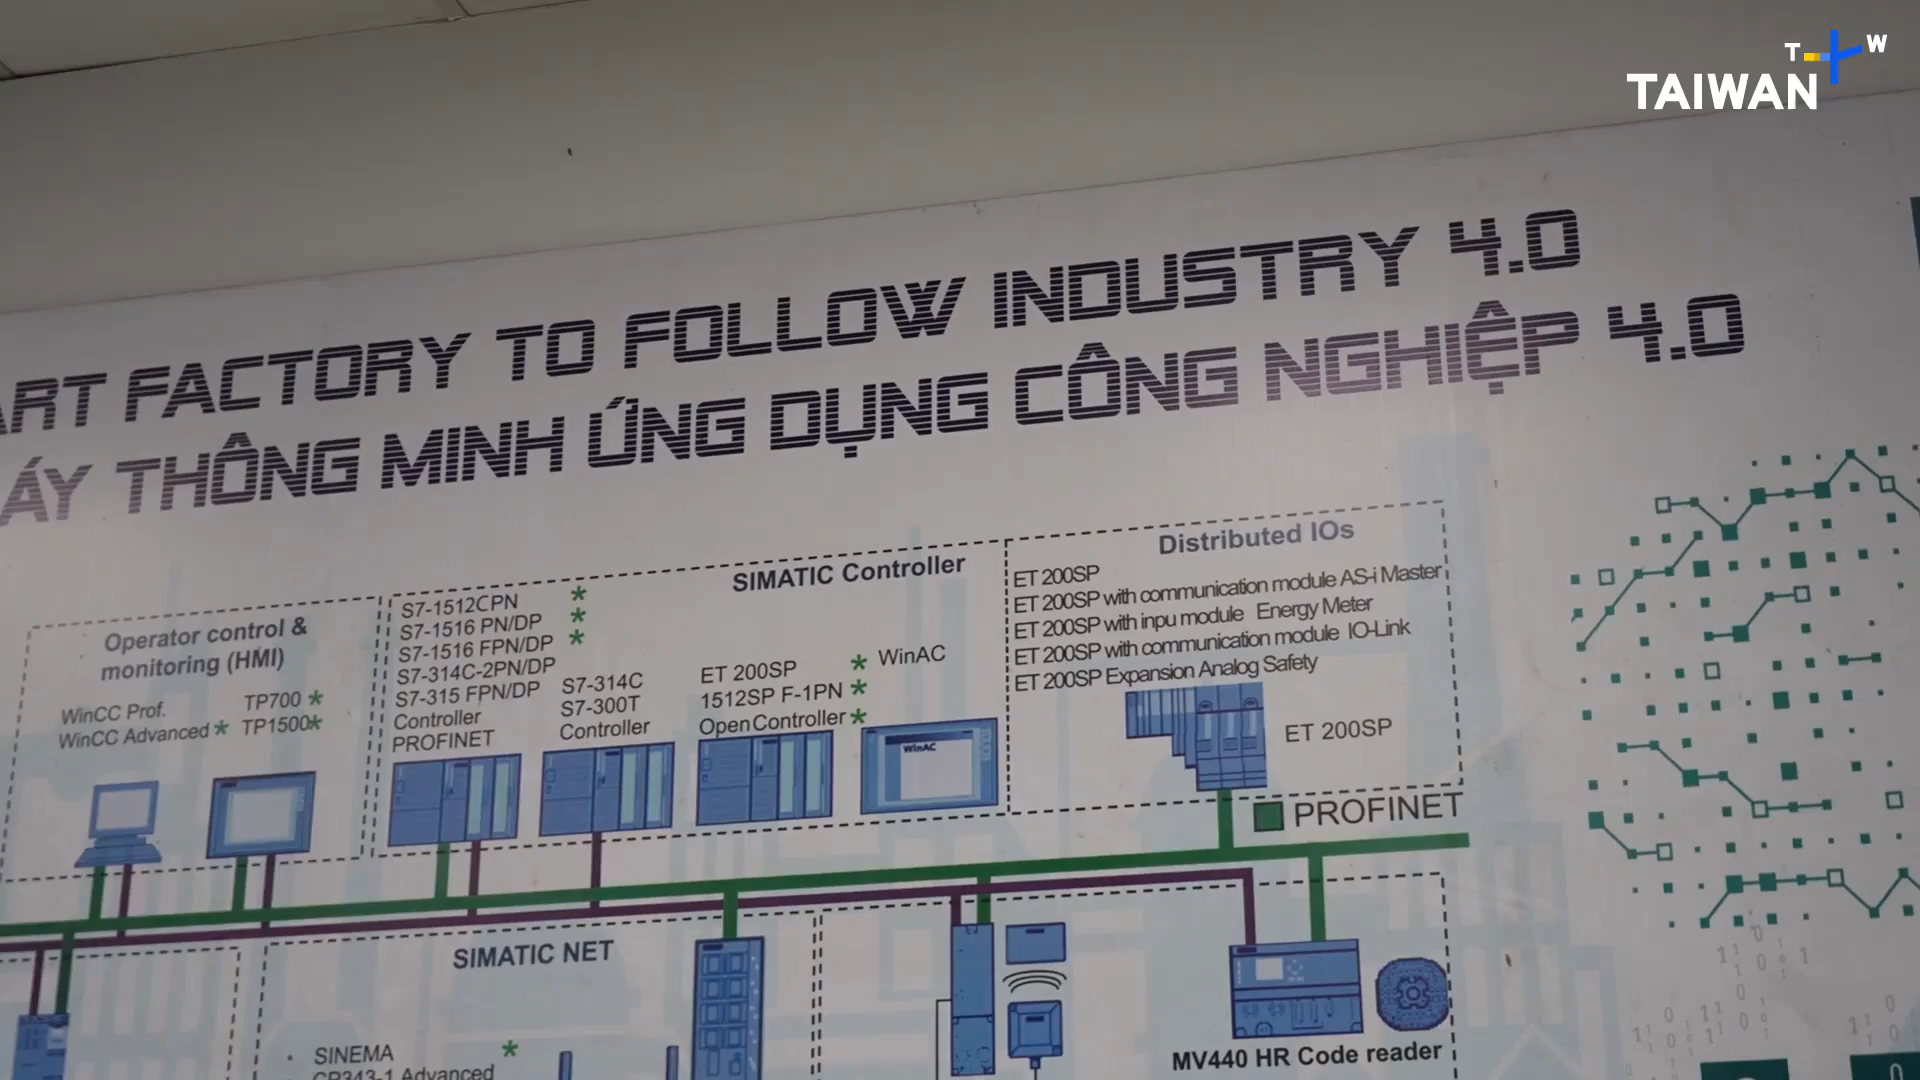 T W
TAIWAN
ART FACTORY TO FOLLOW INDUSTRY 4.0
ÁY THÔNG MINH ỨNG DỤNG CÔNG NGHIỆP 4.0
Operator control &
monitoring (HMI)
WinCC Prof.
WinCC Advanced *
TP700 *
TP1500*
SIMATIC Controller
S7-1512CPN *
S7-1516 PN/DP *
S7-1516 FPN/DP *
S7-314C-2PN/DP
S7-315 FPN/DP
Controller
PROFINET
S7-314C
S7-300T
Controller
ET 200SP *
1512SP F-1PN *
Open Controller *
WinAC
WinAC
Distributed IOs
ET 200SP
ET 200SP with communication module AS-i Master
ET 200SP with inpu module Energy Meter
ET 200SP with communication module IO-Link
ET 200SP Expansion Analog Safety
ET 200SP
PROFINET
SIMATIC NET
· SINEMA *
CP343-1 Advanced
MV440 HR Code reader